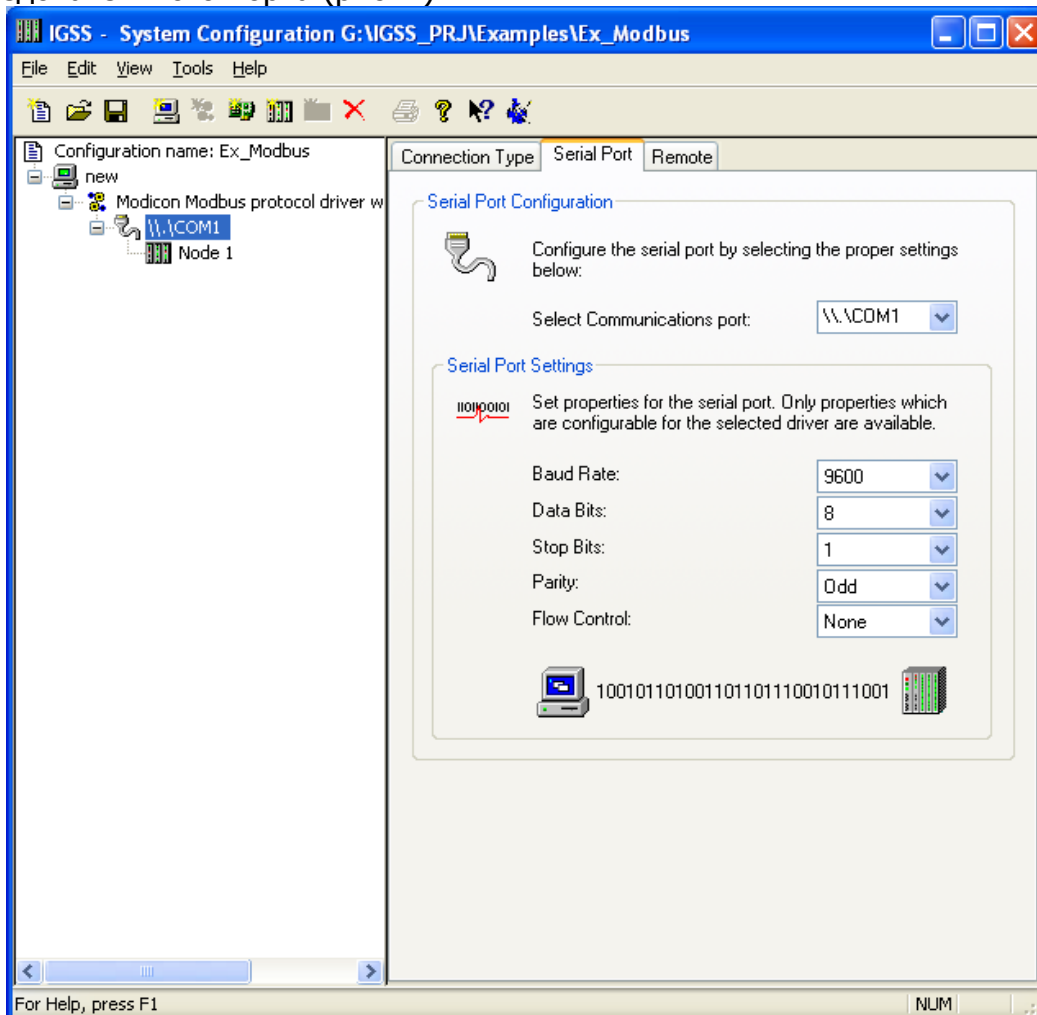 IGSS - System Configuration G:\IGSS_PRJ\Examples\Ex_Modbus
File Edit View Tools Help
Configuration name: Ex_Modbus
new
Modicon Modbus protocol driver w
\\.\COM1
Node 1
Connection Type Serial Port Remote
Serial Port Configuration
Configure the serial port by selecting the proper settings
below:
Select Communications port: \\.\COM1
Serial Port Settings
Set properties for the serial port. Only properties which
are configurable for the selected driver are available.
Baud Rate: 9600
Data Bits: 8
Stop Bits: 1
Parity: Odd
Flow Control: None
100101101001101101110010111001
For Help, press F1 NUM